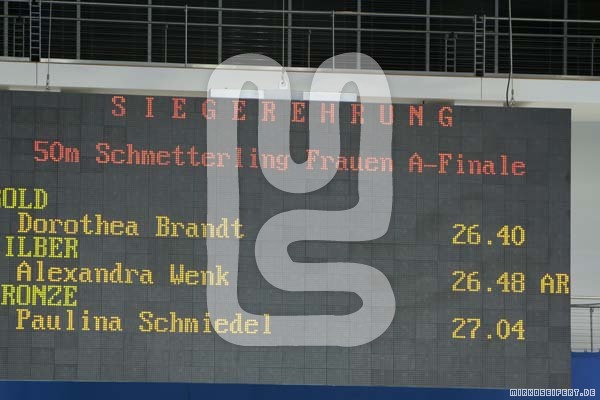 SIEGEREHRUNG
50m Schmetterling Frauen A-Finale
GOLD
Dorothea Brandt 26.40
ILBER
Alexandra Wenk 26.48 AR
RONZE
Paulina Schmiedel 27.04
MIRKOSEIFERT.DE